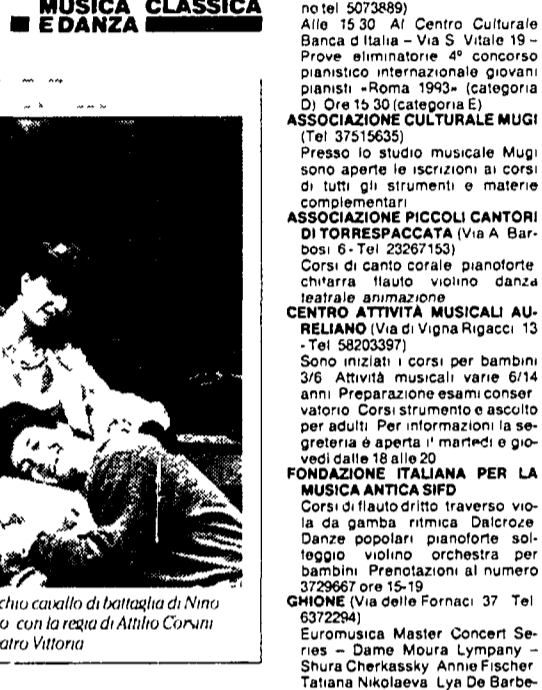 MUSICA CLASSICA
E DANZA
chio cavallo di battaglia di Nino
o con la regia di Attilio Corsini
atro Vittoria
no tel 5073889)
Alle 15 30 Al Centro Culturale
Banca d Italia – Via S Vitale 19 –
Prove eliminatorie 4º concorso
pianistico internazionale giovani
pianisti «Roma 1993» (categoria
D) Ore 15 30 (categoria E)
ASSOCIAZIONE CULTURALE MUGI
(Tel 37515635)
Presso lo studio musicale Mugi
sono aperte le iscrizioni ai corsi
di tutti gli strumenti e materie
complementari
ASSOCIAZIONE PICCOLI CANTORI
DI TORRESPACCATA (Via A Bar-
bosi 6 - Tel 23267153)
Corsi di canto corale pianoforte
chitarra flauto violino danza
teatrale animazione
CENTRO ATTIVITÀ MUSICALI AU-
RELIANO (Via di Vigna Rigacci 13
- Tel 58203397)
Sono iniziati i corsi per bambini
3/6 Attività musicali varie 6/14
anni Preparazione esami conser
vatorio Corsi strumento e ascolto
per adulti Per informazioni la se-
greteria è aperta il martedì e gio-
vedì dalle 18 alle 20
FONDAZIONE ITALIANA PER LA
MUSICA ANTICA SIFD
Corsi di flauto dritto traverso vio-
la da gamba ritmica Dalcroze
Danze popolari pianoforte sol-
feggio violino orchestra per
bambini Prenotazioni al numero
3729667 ore 15-19
GHIONE (Via delle Fornaci 37 Tel
6372294)
Euromusica Master Concert Se-
ries – Dame Moura Lympany –
Shura Cherkassky Annie Fischer
Tatiana Nikolaeva Lya De Barbe-